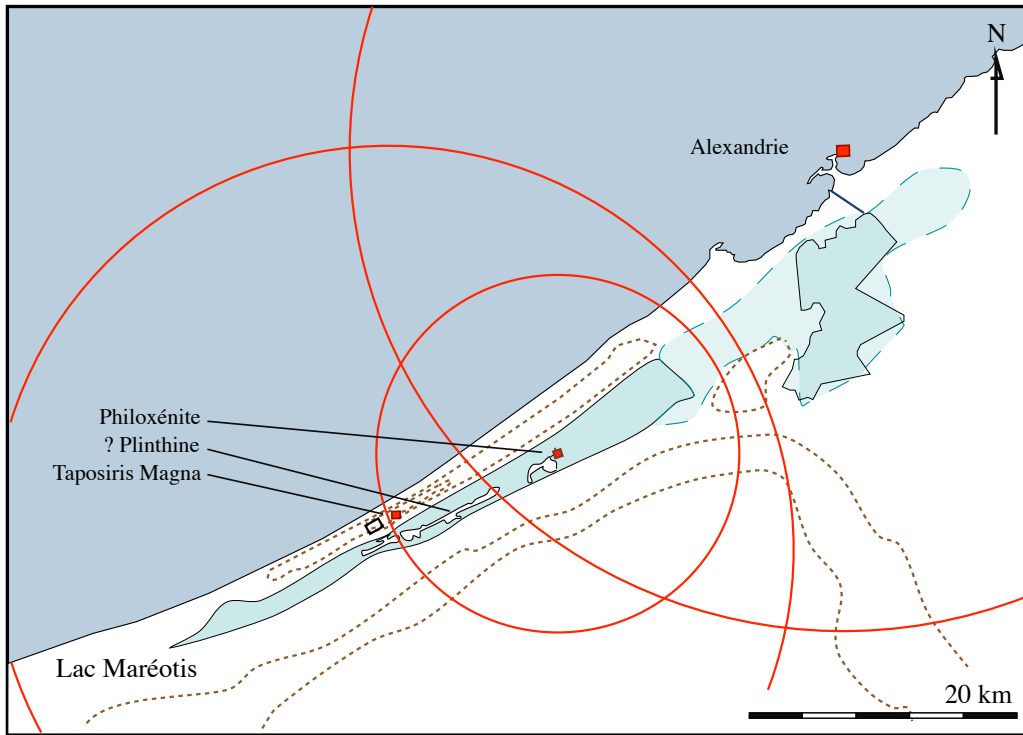 N
Alexandrie
Philoxénite
? Plinthine
Taposiris Magna
Lac Maréotis
20 km